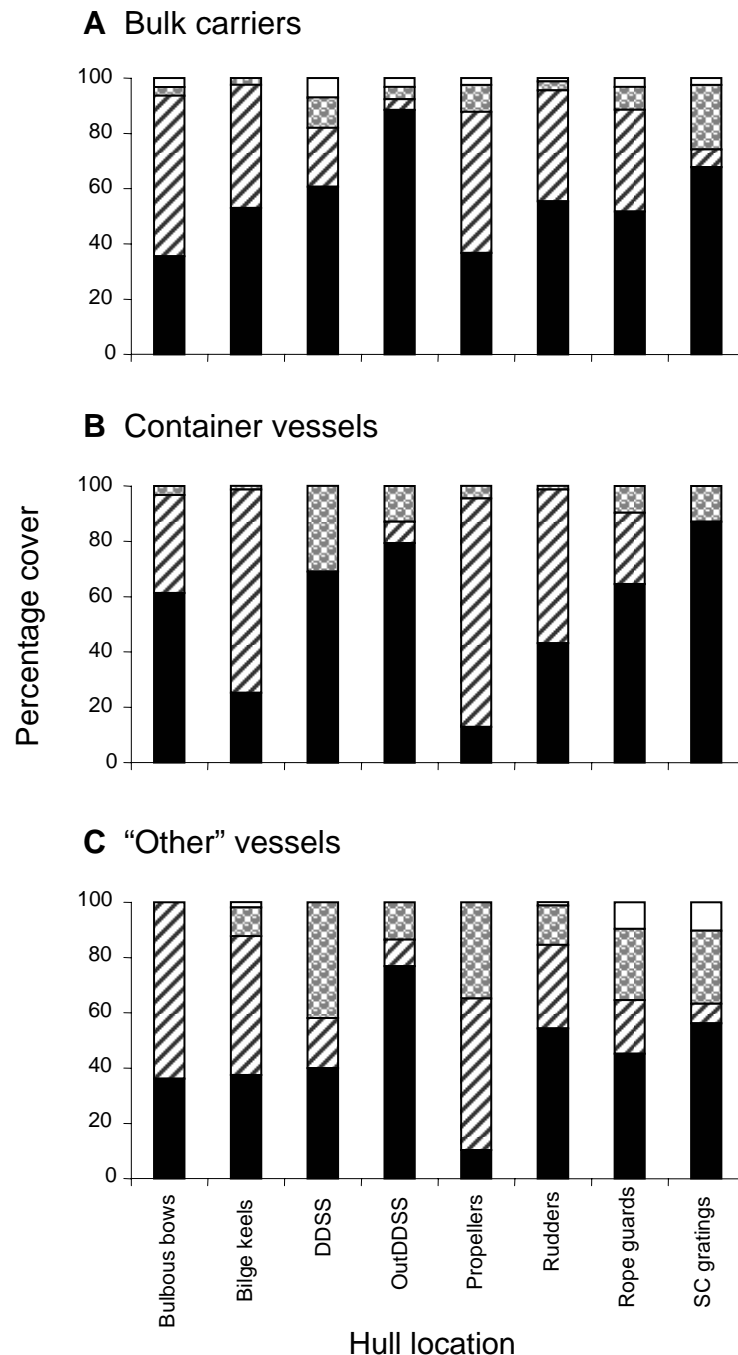 A Bulk carriers
100
80
60
40
20
0
B Container vessels
100
80
60
40
20
0
Percentage cover
C “Other” vessels
100
80
60
40
20
0
Bulbous bows
Bilge keels
DDSS
OutDDSS
Propellers
Rudders
Rope guards
SC gratings
Hull location